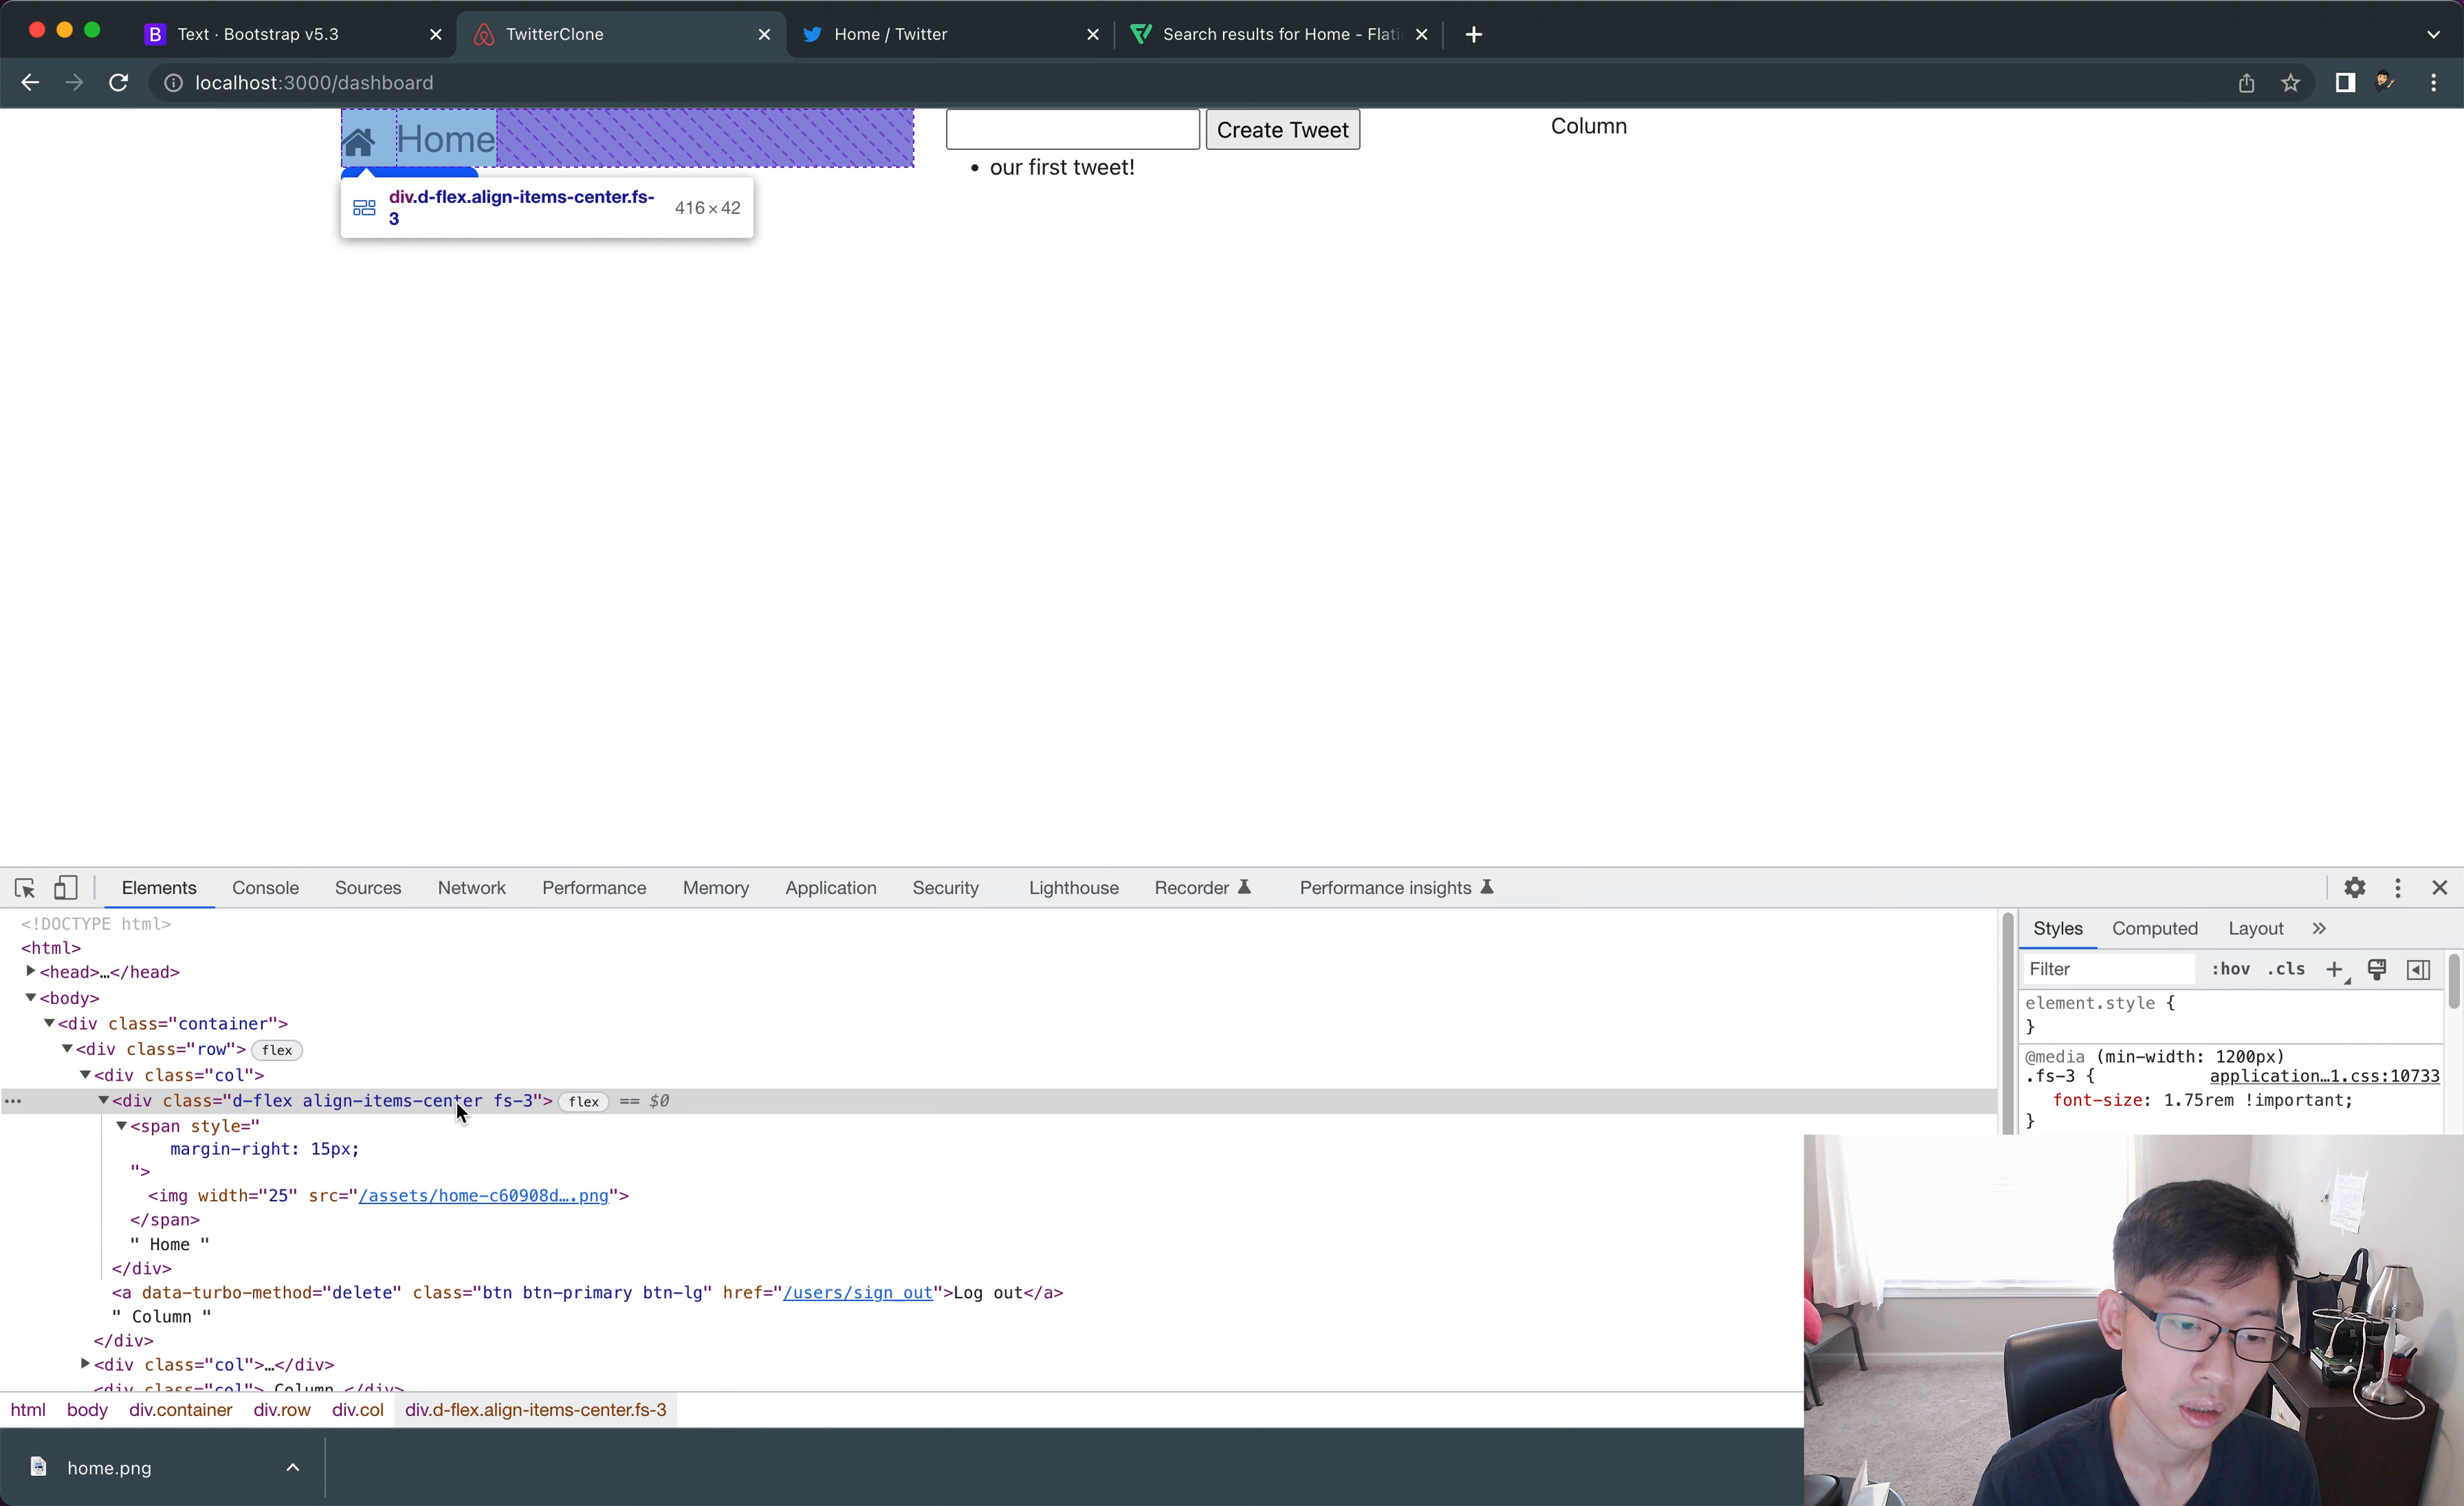 Text · Bootstrap v5.3
TwitterClone
Home / Twitter
Search results for Home - Flati
localhost:3000/dashboard
Home
Create Tweet
Column
our first tweet!
div.d-flex.align-items-center.fs-
3
416 × 42
Elements Console Sources Network Performance Memory Application Security Lighthouse Recorder Performance insights
<!DOCTYPE html>
<html>
<head>…</head>
<body>
<div class="container">
<div class="row"> flex
<div class="col">
<div class="d-flex align-items-center fs-3"> flex == $0
<span style="
margin-right: 15px;
">
<img width="25" src="/assets/home-c60908d….png">
</span>
" Home "
</div>
<a data-turbo-method="delete" class="btn btn-primary btn-lg" href="/users/sign_out">Log out</a>
" Column "
</div>
<div class="col">…</div>
<div class="col"> Column </div>
html body div.container div.row div.col div.d-flex.align-items-center.fs-3
Styles Computed Layout
Filter :hov .cls
element.style {
}
@media (min-width: 1200px)
.fs-3 { application…1.css:10733
font-size: 1.75rem !important;
}
home.png